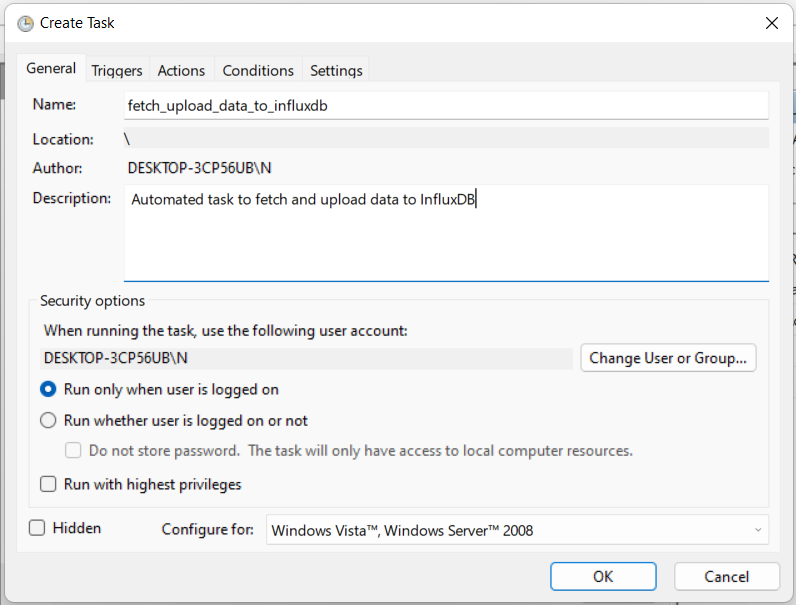 Create Task
General Triggers Actions Conditions Settings
Name: fetch_upload_data_to_influxdb
Location: \
Author: DESKTOP-3CP56UB\N
Description: Automated task to fetch and upload data to InfluxDB
Security options
When running the task, use the following user account:
DESKTOP-3CP56UB\N Change User or Group...
Run only when user is logged on
Run whether user is logged on or not
Do not store password. The task will only have access to local computer resources.
Run with highest privileges
Hidden Configure for: Windows Vista™, Windows Server™ 2008
OK Cancel